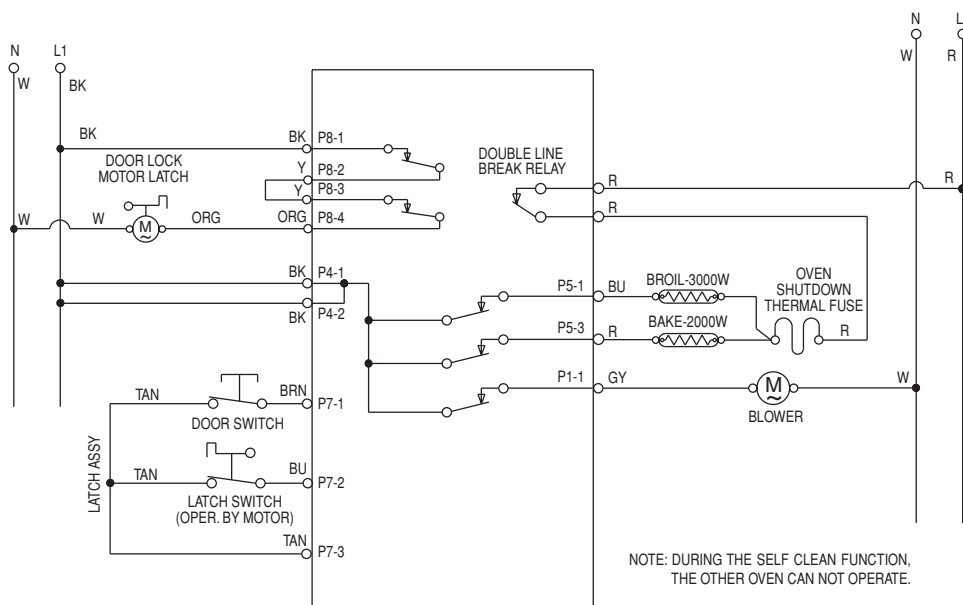 N
L1
W
BK
N
L
W
R
BK
DOOR LOCK
MOTOR LATCH
BK
P8-1
Y
P8-2
Y
P8-3
W
W
ORG
ORG
P8-4
M
~
DOUBLE LINE
BREAK RELAY
R
R
R
BK
P4-1
BK
P4-2
P5-1
BU
BROIL-3000W
OVEN
SHUTDOWN
THERMAL FUSE
P5-3
R
BAKE-2000W
R
P1-1
GY
M
~
W
BLOWER
LATCH ASSY
TAN
BRN
P7-1
DOOR SWITCH
TAN
BU
P7-2
LATCH SWITCH
(OPER. BY MOTOR)
TAN
P7-3
NOTE: DURING THE SELF CLEAN FUNCTION,
THE OTHER OVEN CAN NOT OPERATE.